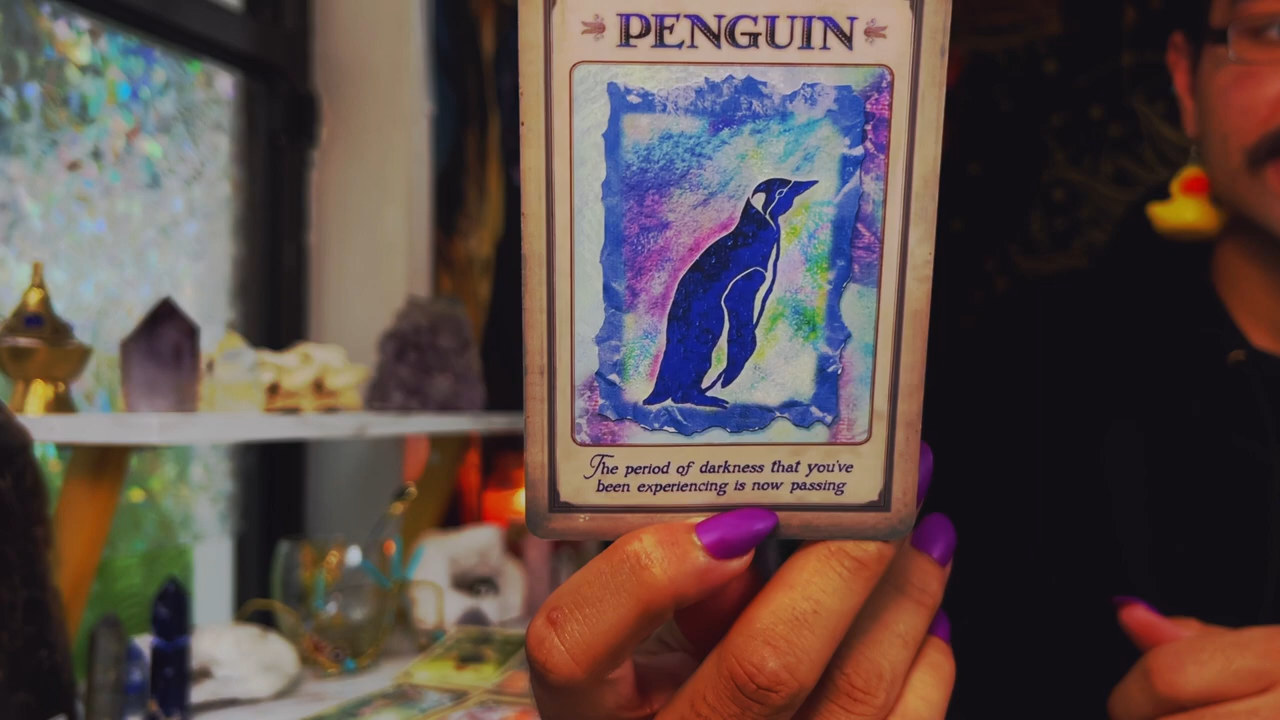 PENGUIN
The period of darkness that you've
been experiencing is now passing